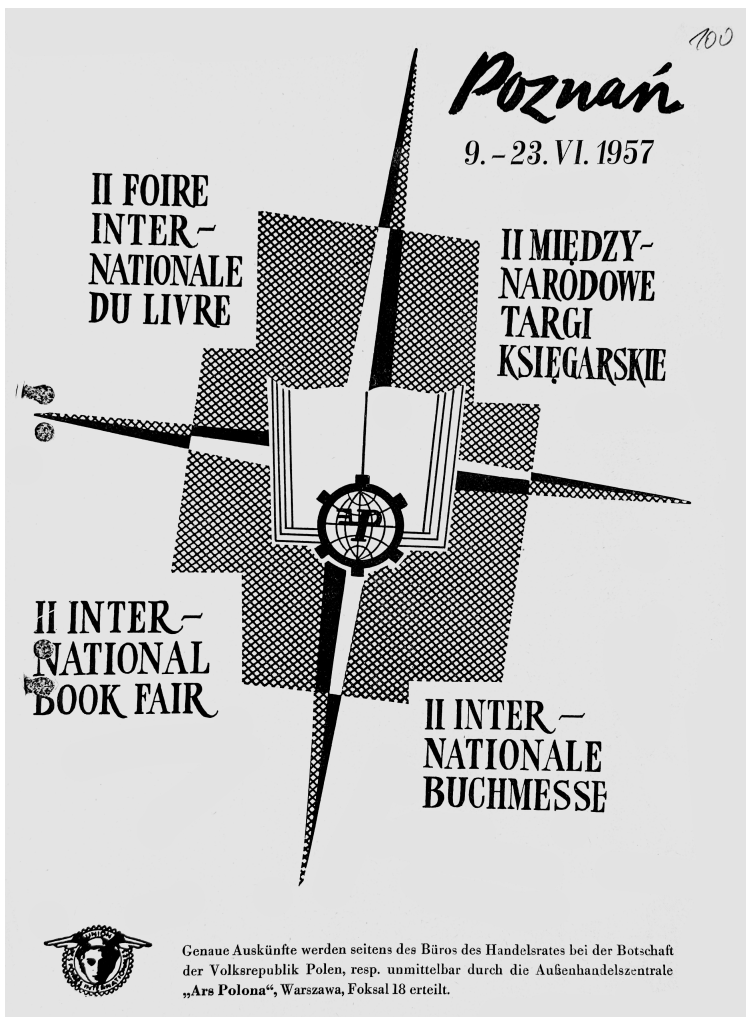 100
Poznań
9.–23. VI. 1957
II FOIRE
INTER–
NATIONALE
DU LIVRE
II MIĘDZY–
NARODOWE
TARGI
KSIĘGARSKIE
II INTER–
NATIONAL
BOOK FAIR
II INTER–
NATIONALE
BUCHMESSE
UNION
Genaue Auskünfte werden seitens des Büros des Handelsrates bei der Botschaft
der Volksrepublik Polen, resp. unmittelbar durch die Außenhandelszentrale
„Ars Polona“, Warszawa, Foksal 18 erteilt.